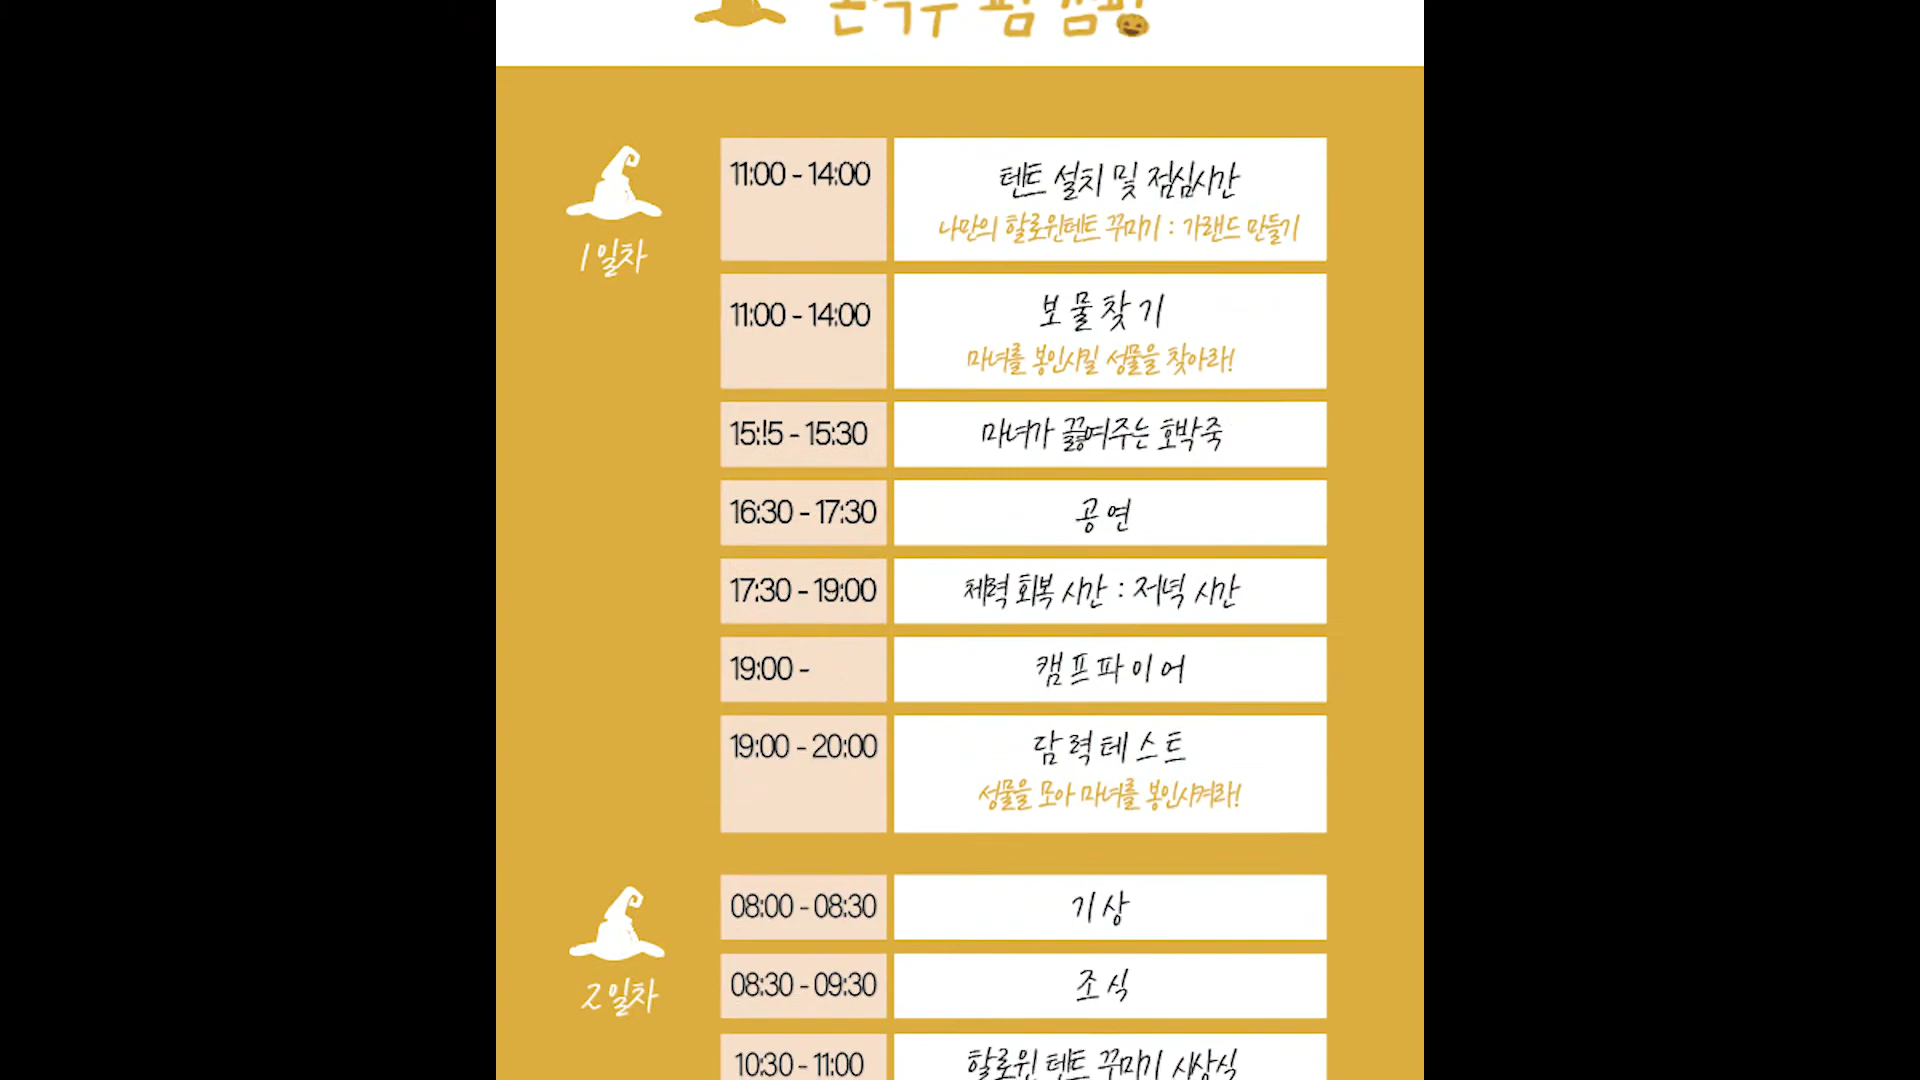 1일차
11:00 - 14:00
텐트 설치 및 점심시간
나만의 할로윈텐트 꾸미기 : 가랜드 만들기
11:00 - 14:00
보물찾기
마녀를 봉인시킬 성물을 찾아라!
15:!5 - 15:30
마녀가 끓여주는 호박죽
16:30 - 17:30
공연
17:30 - 19:00
체력 회복 시간 : 저녁 시간
19:00 -
캠프파이어
19:00 - 20:00
담력테스트
성물을 모아 마녀를 봉인시켜라!
2일차
08:00 - 08:30
기상
08:30 - 09:30
조식
10:30 - 11:00
할로윈 텐트 꾸미기 시상식